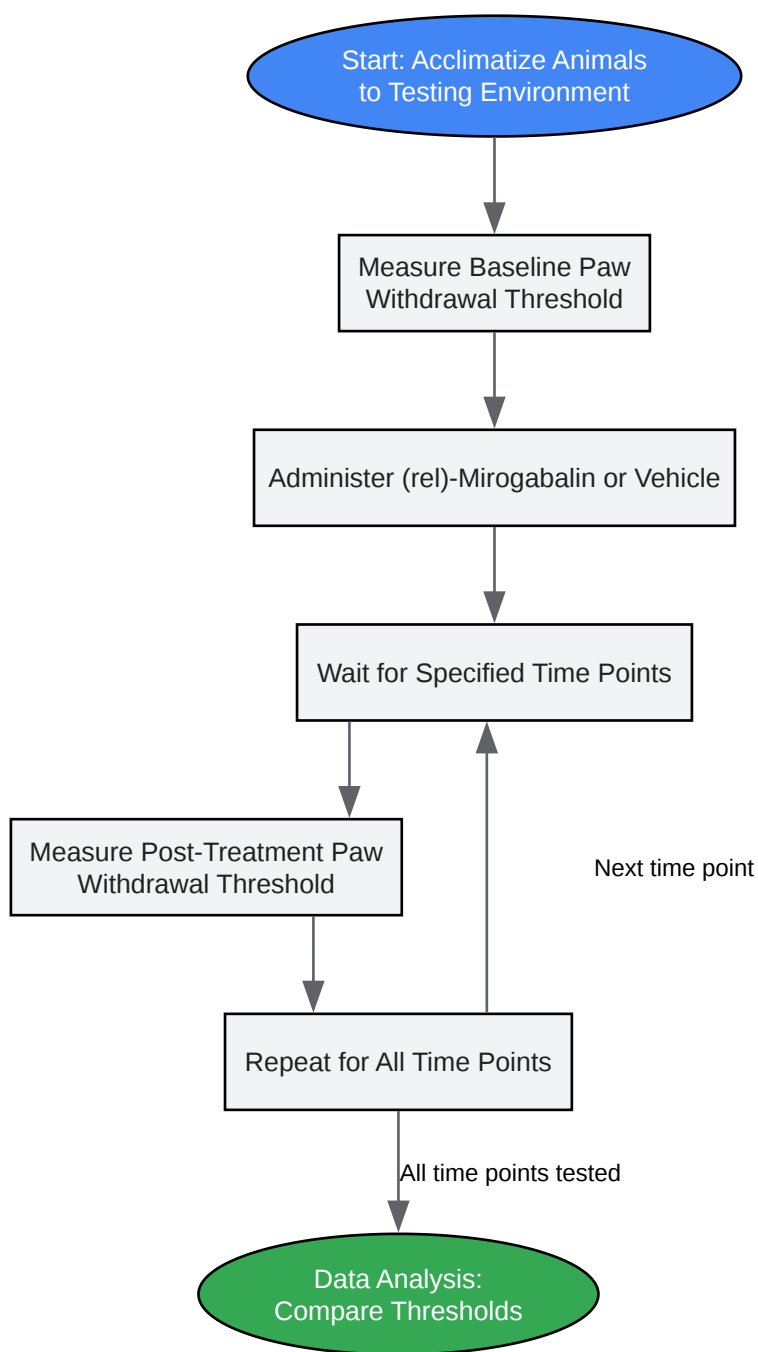 Start: Acclimatize Animals
to Testing Environment
Measure Baseline Paw
Withdrawal Threshold
Administer (rel)-Mirogabalin or Vehicle
Wait for Specified Time Points
Measure Post-Treatment Paw
Withdrawal Threshold
Next time point
Repeat for All Time Points
All time points tested
Data Analysis:
Compare Thresholds